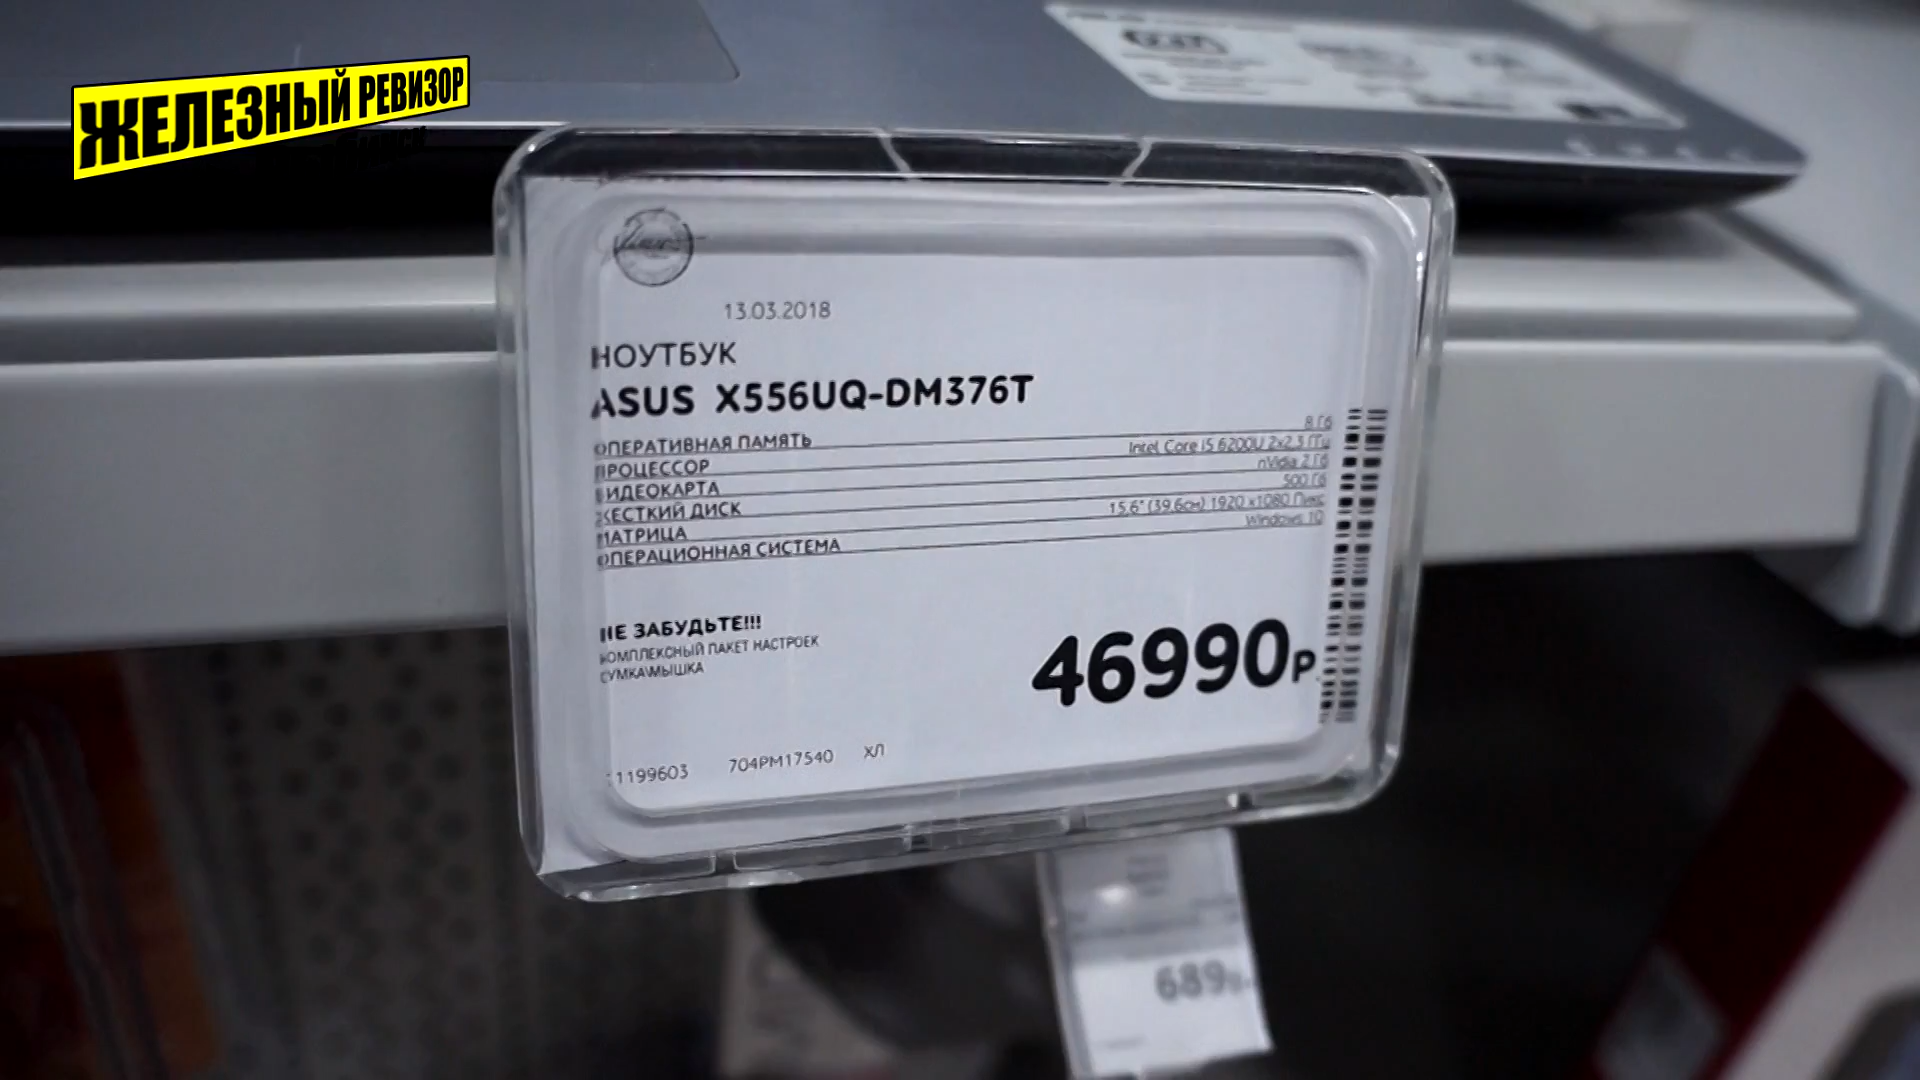 ЖЕЛЕЗНЫЙ РЕВИЗОР
13.03.2018
НОУТБУК
ASUS X556UQ-DM376T
ОПЕРАТИВНАЯ ПАМЯТЬ 8 Гб
ПРОЦЕССОР Intel Core i5 6200U 2x2.3 ГГц
ВИДЕОКАРТА nVidia 2 Гб
ЖЕСТКИЙ ДИСК 500 Гб
МАТРИЦА 15,6" (39.6см) 1920 x1080 Пикс
ОПЕРАЦИОННАЯ СИСТЕМА Windows 10
НЕ ЗАБУДЬТЕ!!!
КОМПЛЕКСНЫЙ ПАКЕТ НАСТРОЕК
СУМКА\МЫШКА
46990р.
1199603 704PM17540 ХЛ
689